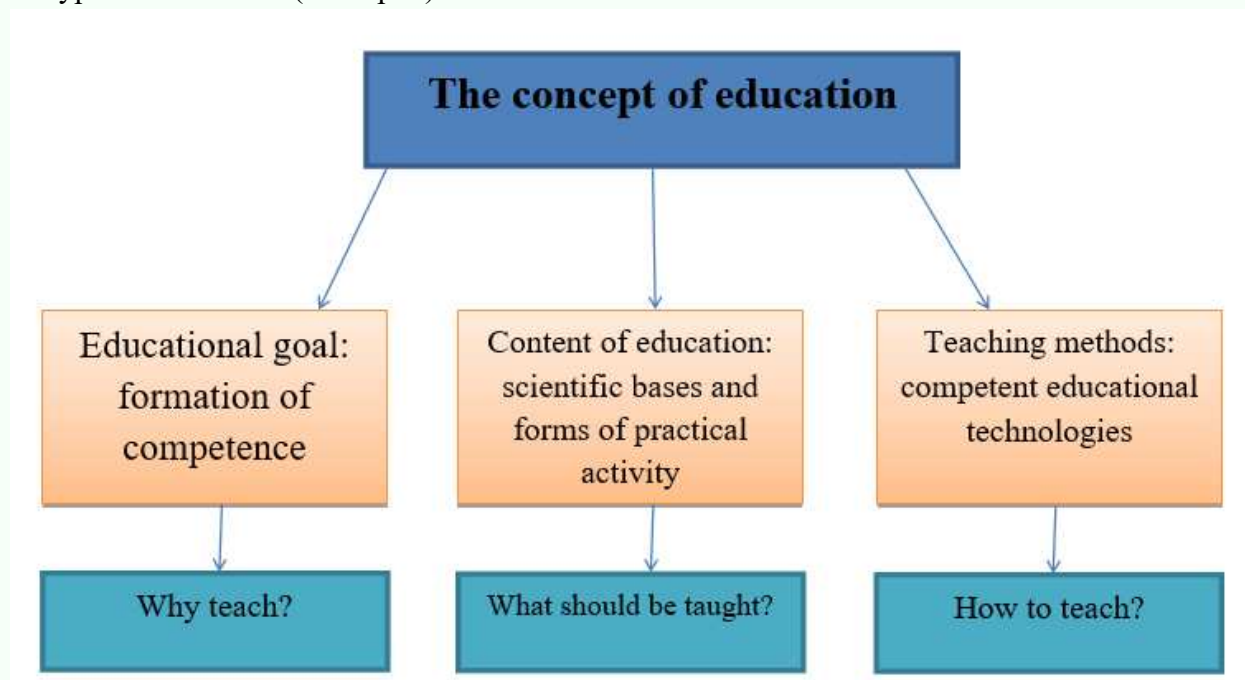 The concept of education
Educational goal:
formation of
competence
Content of education:
scientific bases and
forms of practical
activity
Teaching methods:
competent educational
technologies
Why teach?
What should be taught?
How to teach?